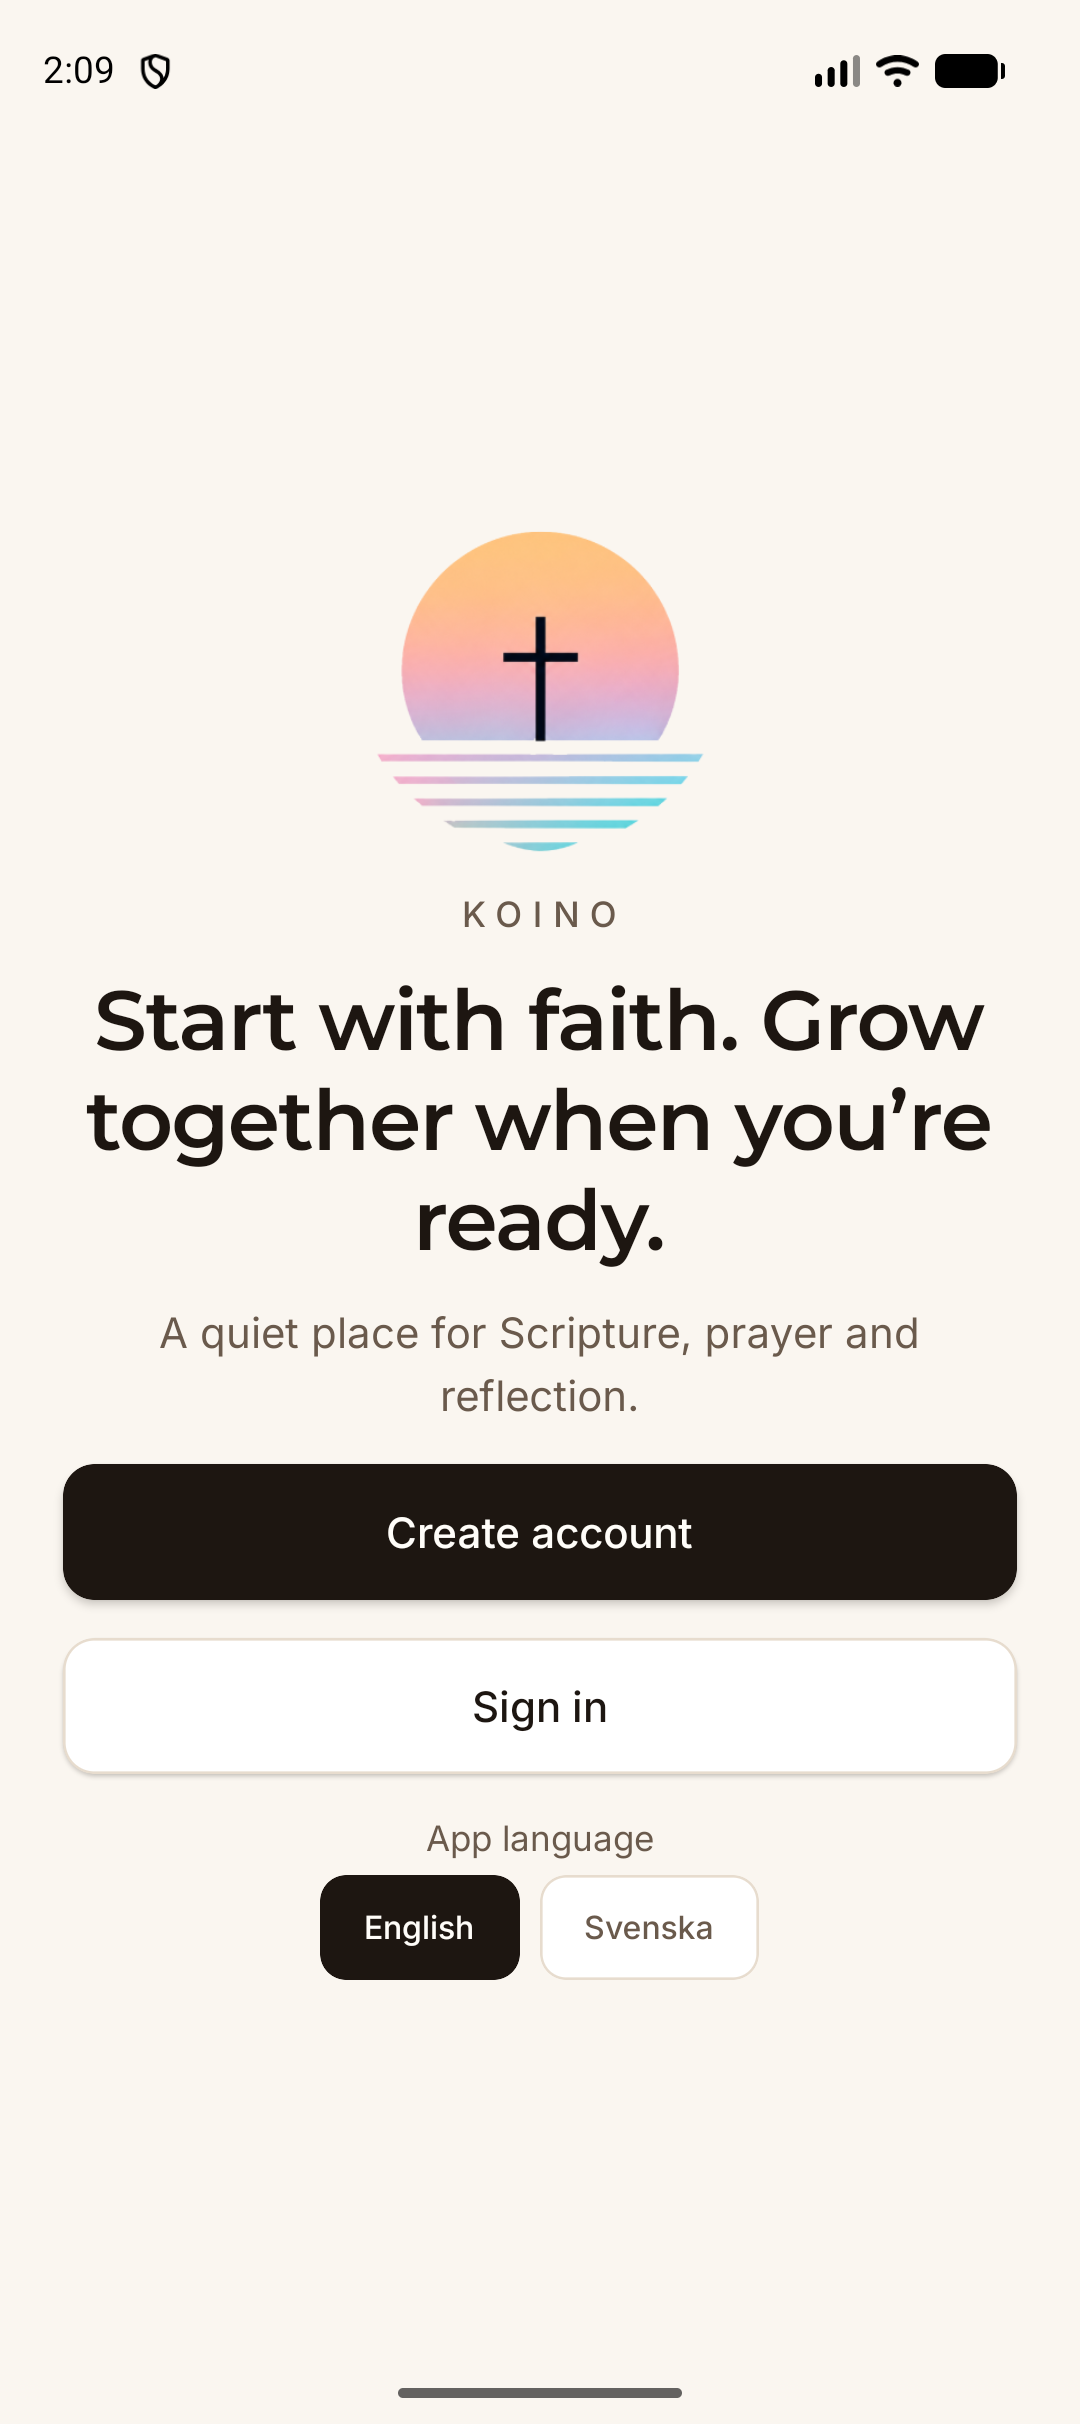 2:09
KOINO
Start with faith. Grow
together when you’re
ready.
A quiet place for Scripture, prayer and
reflection.
Create account
Sign in
App language
English
Svenska